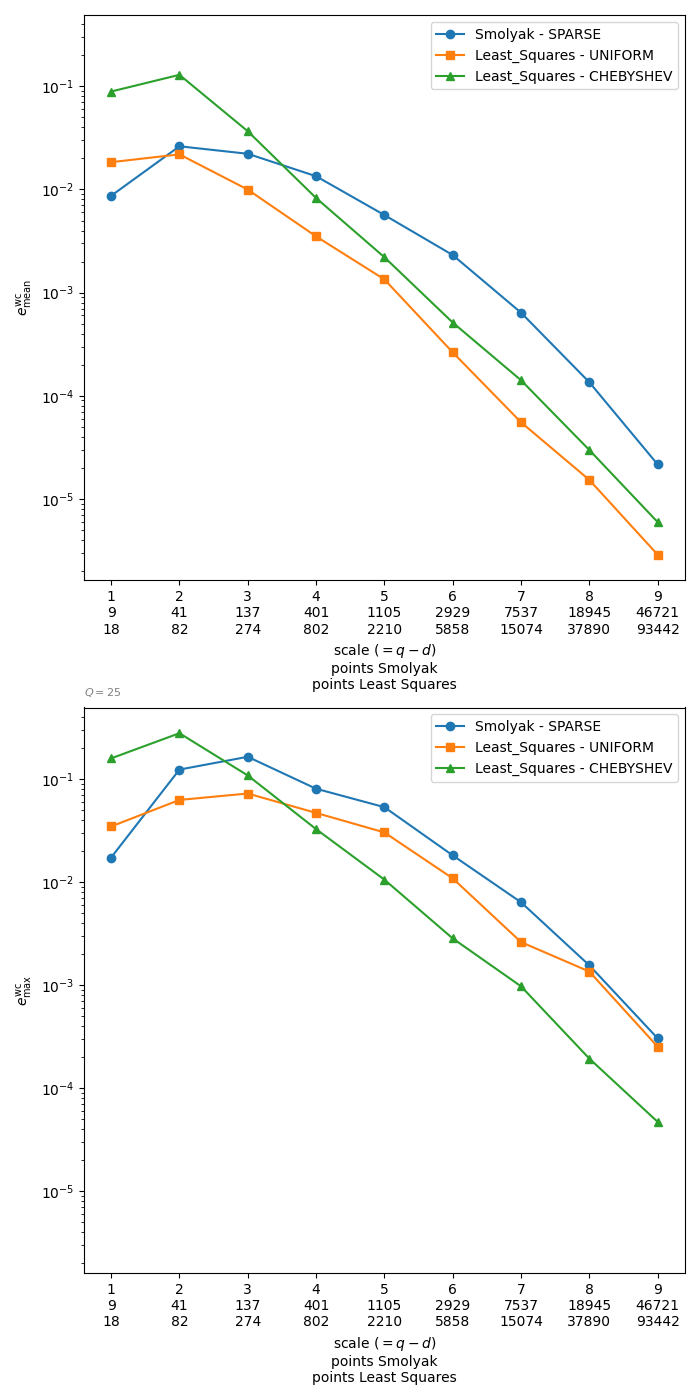 Smolyak - SPARSE
Least_Squares - UNIFORM
Least_Squares - CHEBYSHEV
10⁻¹
10⁻²
10⁻³
10⁻⁴
10⁻⁵
e^wc_mean
1 2 3 4 5 6 7 8 9
9 41 137 401 1105 2929 7537 18945 46721
18 82 274 802 2210 5858 15074 37890 93442
scale (= q − d)
points Smolyak
points Least Squares
Q = 25
Smolyak - SPARSE
Least_Squares - UNIFORM
Least_Squares - CHEBYSHEV
10⁻¹
10⁻²
10⁻³
10⁻⁴
10⁻⁵
e^wc_max
1 2 3 4 5 6 7 8 9
9 41 137 401 1105 2929 7537 18945 46721
18 82 274 802 2210 5858 15074 37890 93442
scale (= q − d)
points Smolyak
points Least Squares